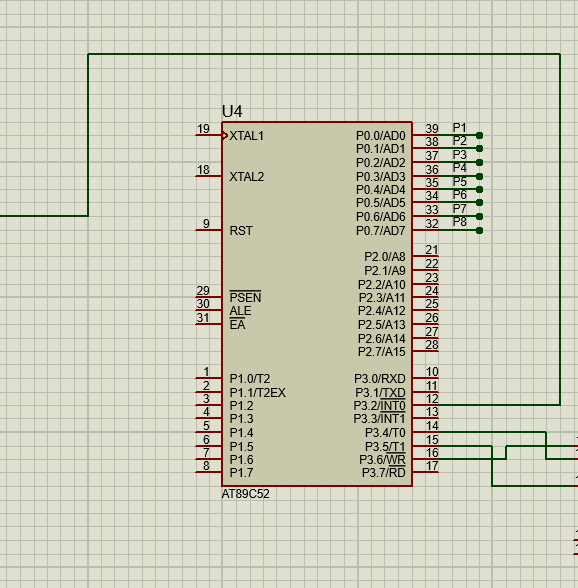 U4
19 XTAL1 P0.0/AD0 39 P1
P0.1/AD1 38 P2
P0.2/AD2 37 P3
18 XTAL2 P0.3/AD3 36 P4
P0.4/AD4 35 P5
P0.5/AD5 34 P6
P0.6/AD6 33 P7
9 RST P0.7/AD7 32 P8
P2.0/A8 21
P2.1/A9 22
P2.2/A10 23
29 PSEN P2.3/A11 24
30 ALE P2.4/A12 25
31 EA P2.5/A13 26
P2.6/A14 27
P2.7/A15 28
1 P1.0/T2 P3.0/RXD 10
2 P1.1/T2EX P3.1/TXD 11
3 P1.2 P3.2/INT0 12
4 P1.3 P3.3/INT1 13
5 P1.4 P3.4/T0 14
6 P1.5 P3.5/T1 15
7 P1.6 P3.6/WR 16
8 P1.7 P3.7/RD 17
AT89C52